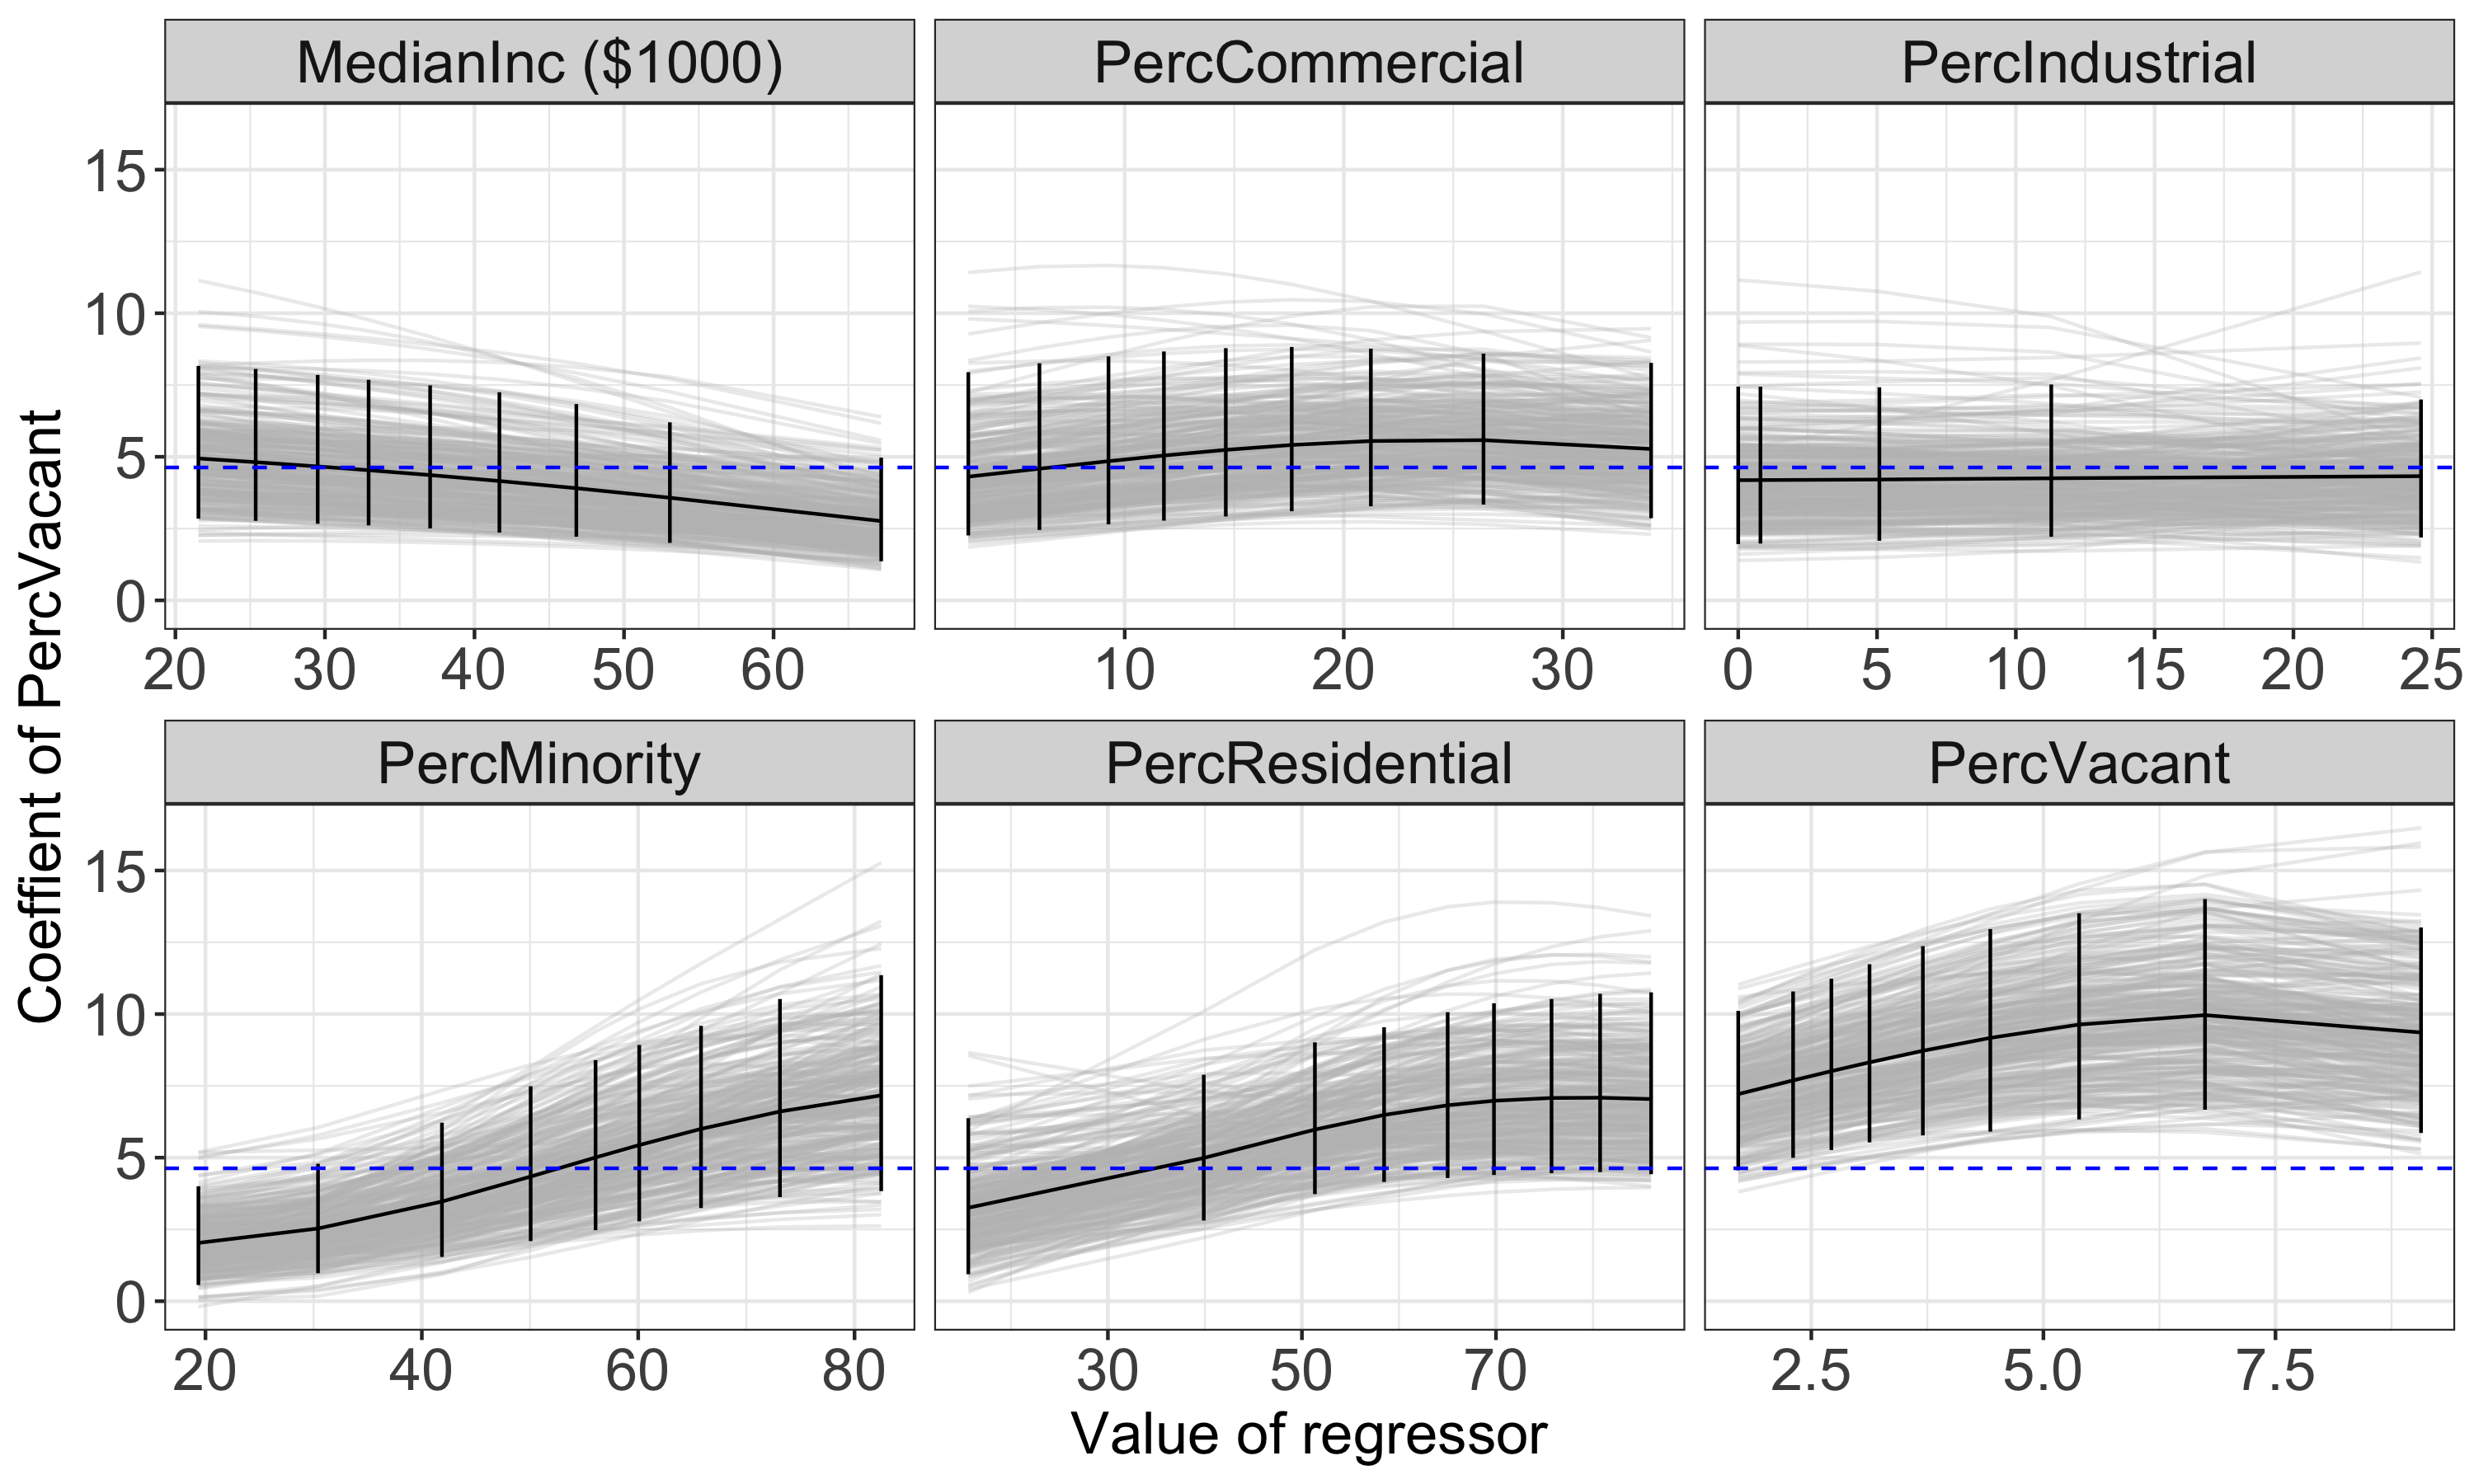 MedianInc ($1000)
PercCommercial
PercIndustrial
15
10
5
0
20 30 40 50 60
10 20 30
0 5 10 15 20 25
Coeffient of PercVacant
PercMinority
PercResidential
PercVacant
15
10
5
0
20 40 60 80
30 50 70
2.5 5.0 7.5
Value of regressor